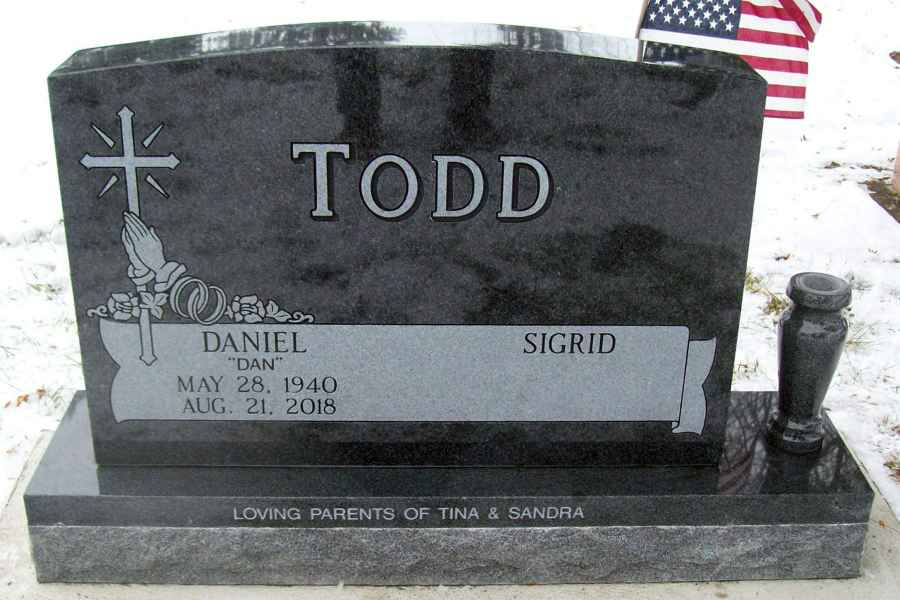 TODD
DANIEL
"DAN"
MAY 28, 1940
AUG. 21, 2018
SIGRID
LOVING PARENTS OF TINA & SANDRA